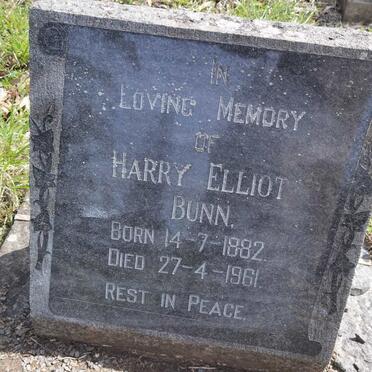 IN
LOVING MEMORY
OF
HARRY ELLIOT
BUNN.
BORN 14-7-1882.
DIED 27-4-1961.
REST IN PEACE.